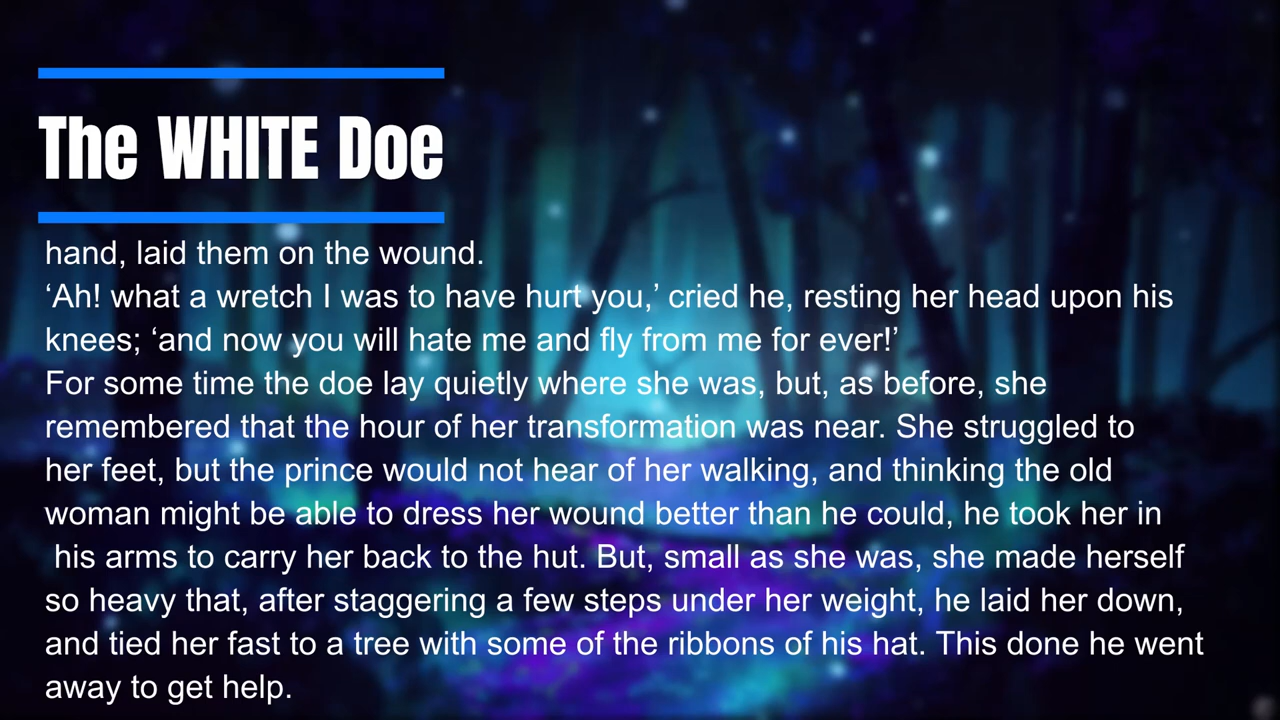 The WHITE Doe
hand, laid them on the wound.
‘Ah! what a wretch I was to have hurt you,’ cried he, resting her head upon his
knees; ‘and now you will hate me and fly from me for ever!’
For some time the doe lay quietly where she was, but, as before, she
remembered that the hour of her transformation was near. She struggled to
her feet, but the prince would not hear of her walking, and thinking the old
woman might be able to dress her wound better than he could, he took her in
his arms to carry her back to the hut. But, small as she was, she made herself
so heavy that, after staggering a few steps under her weight, he laid her down,
and tied her fast to a tree with some of the ribbons of his hat. This done he went
away to get help.